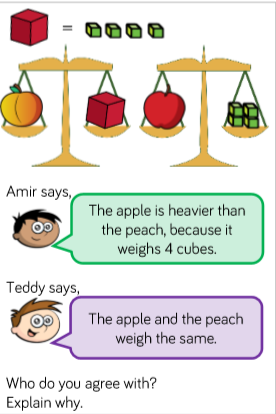 =
Amir says,
The apple is heavier than
the peach, because it
weighs 4 cubes.
Teddy says,
The apple and the peach
weigh the same.
Who do you agree with?
Explain why.